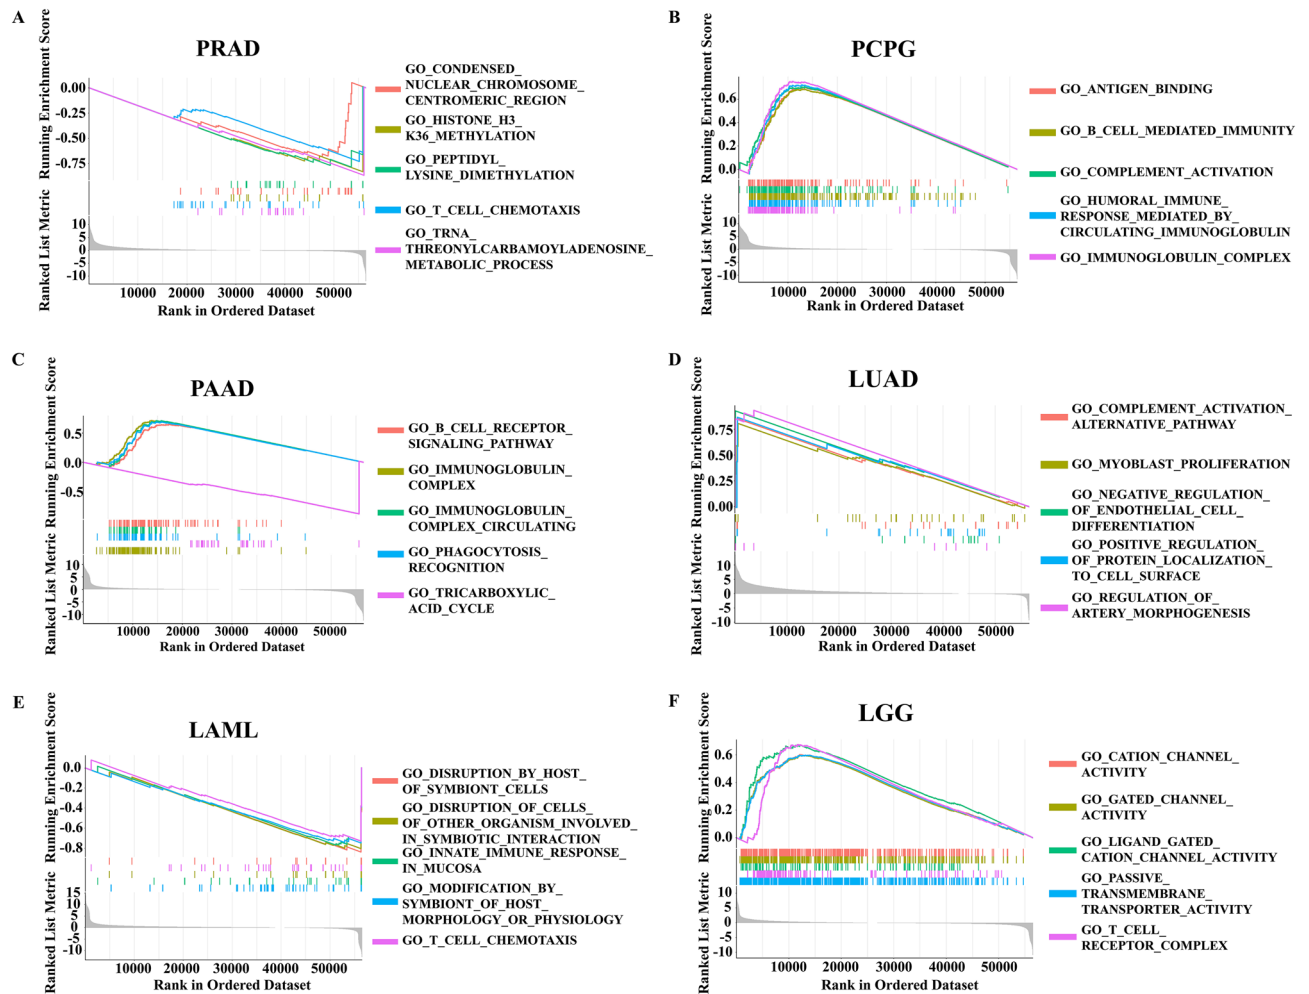 A
PRAD
Running Enrichment Score
0.00
-0.25
-0.50
-0.75
Ranked List Metric
10
5
0
-5
-10
10000 20000 30000 40000 50000
Rank in Ordered Dataset
GO_CONDENSED_
NUCLEAR_CHROMOSOME_
CENTROMERIC_REGION
GO_HISTONE_H3_
K36_METHYLATION
GO_PEPTIDYL_
LYSINE_DIMETHYLATION
GO_T_CELL_CHEMOTAXIS
GO_TRNA_
THREONYLCARBAMOYLADENOSINE_
METABOLIC_PROCESS
B
PCPG
Running Enrichment Score
0.6
0.4
0.2
0.0
Ranked List Metric
10
5
0
-5
-10
10000 20000 30000 40000 50000
Rank in Ordered Dataset
GO_ANTIGEN_BINDING
GO_B_CELL_MEDIATED_IMMUNITY
GO_COMPLEMENT_ACTIVATION
GO_HUMORAL_IMMUNE_
RESPONSE_MEDIATED_BY_
CIRCULATING_IMMUNOGLOBULIN
GO_IMMUNOGLOBULIN_COMPLEX
C
PAAD
Running Enrichment Score
0.5
0.0
-0.5
Ranked List Metric
10
5
0
-5
-10
10000 20000 30000 40000 50000
Rank in Ordered Dataset
GO_B_CELL_RECEPTOR_
SIGNALING_PATHWAY
GO_IMMUNOGLOBULIN_
COMPLEX
GO_IMMUNOGLOBULIN_
COMPLEX_CIRCULATING
GO_PHAGOCYTOSIS_
RECOGNITION
GO_TRICARBOXYLIC_
ACID_CYCLE
D
LUAD
Running Enrichment Score
0.75
0.50
0.25
0.00
Ranked List Metric
10
5
0
-5
-10
10000 20000 30000 40000 50000
Rank in Ordered Dataset
GO_COMPLEMENT_ACTIVATION_
ALTERNATIVE_PATHWAY
GO_MYOBLAST_PROLIFERATION
GO_NEGATIVE_REGULATION_
OF_ENDOTHELIAL_CELL_
DIFFERENTIATION
GO_POSITIVE_REGULATION_
OF_PROTEIN_LOCALIZATION_
TO_CELL_SURFACE
GO_REGULATION_OF_
ARTERY_MORPHOGENESIS
E
LAML
Running Enrichment Score
0.0
-0.2
-0.4
-0.6
-0.8
Ranked List Metric
15
10
5
0
-5
-10
10000 20000 30000 40000 50000
Rank in Ordered Dataset
GO_DISRUPTION_BY_HOST_
OF_SYMBIONT_CELLS
GO_DISRUPTION_OF_CELLS_
OF_OTHER_ORGANISM_INVOLVED_
IN_SYMBIOTIC_INTERACTION
GO_INNATE_IMMUNE_RESPONSE_
IN_MUCOSA
GO_MODIFICATION_BY_
SYMBIONT_OF_HOST_
MORPHOLOGY_OR_PHYSIOLOGY
GO_T_CELL_CHEMOTAXIS
F
LGG
Running Enrichment Score
0.6
0.4
0.2
0.0
Ranked List Metric
10
5
0
-5
-10
10000 20000 30000 40000 50000
Rank in Ordered Dataset
GO_CATION_CHANNEL_
ACTIVITY
GO_GATED_CHANNEL_
ACTIVITY
GO_LIGAND_GATED_
CATION_CHANNEL_ACTIVITY
GO_PASSIVE_
TRANSMEMBRANE_
TRANSPORTER_ACTIVITY
GO_T_CELL_
RECEPTOR_COMPLEX